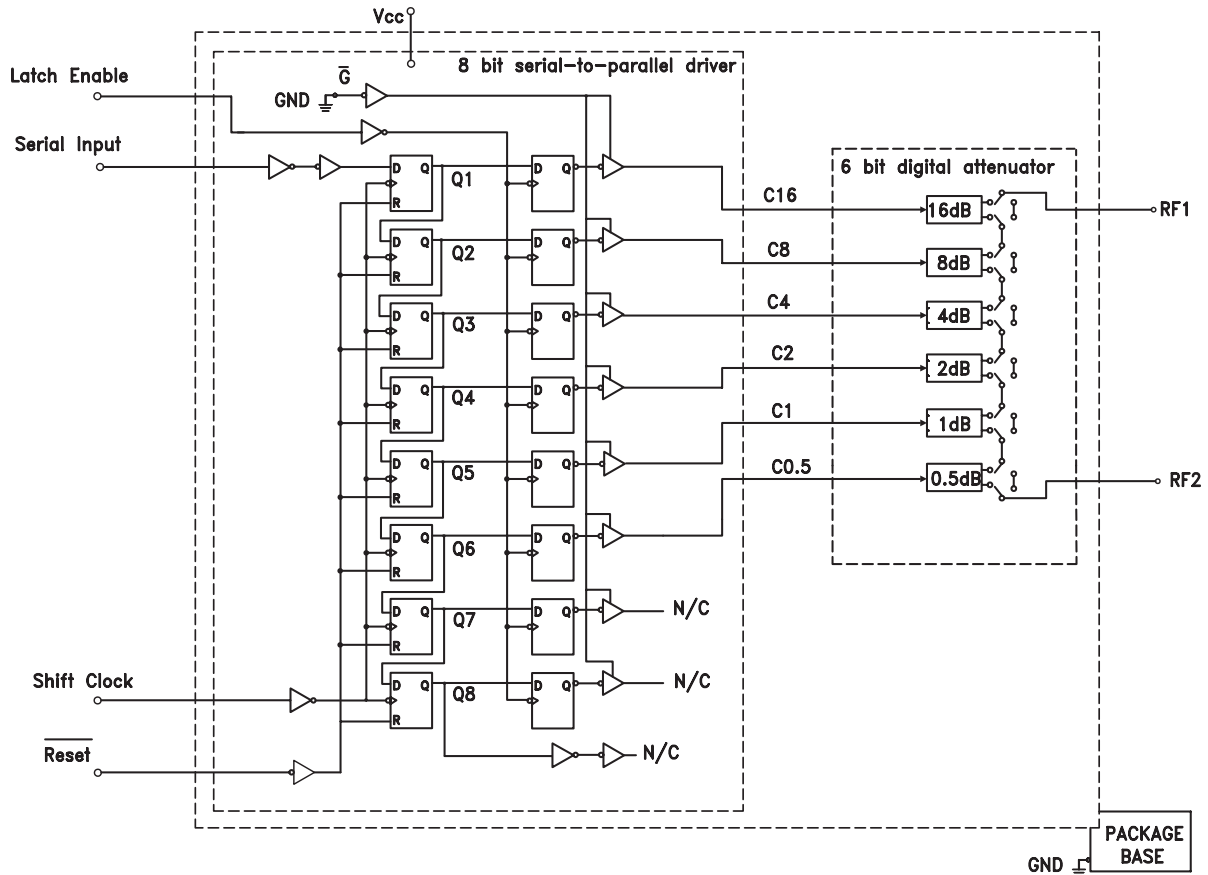 Vcc
8 bit serial-to-parallel driver
Latch Enable
G
GND
Serial Input
D Q
R
Q1
D Q
C16
6 bit digital attenuator
16dB
RF1
D Q
R
Q2
D Q
C8
8dB
D Q
R
Q3
D Q
C4
4dB
D Q
R
Q4
D Q
C2
2dB
D Q
R
Q5
D Q
C1
1dB
D Q
R
Q6
D Q
C0.5
0.5dB
RF2
D Q
R
Q7
D Q
N/C
Shift Clock
D Q
R
Q8
D Q
N/C
Reset
N/C
PACKAGE
BASE
GND